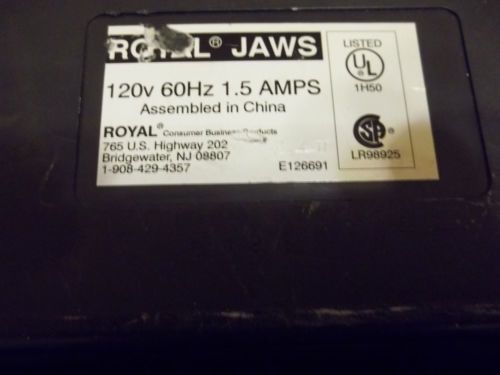 ROYAL® JAWS
120v 60Hz 1.5 AMPS
Assembled in China
ROYAL® Consumer Business Products
765 U.S. Highway 202
Bridgewater, NJ 08807
1-908-429-4357
E126691
LISTED
UL
1H50
SP
LR98925